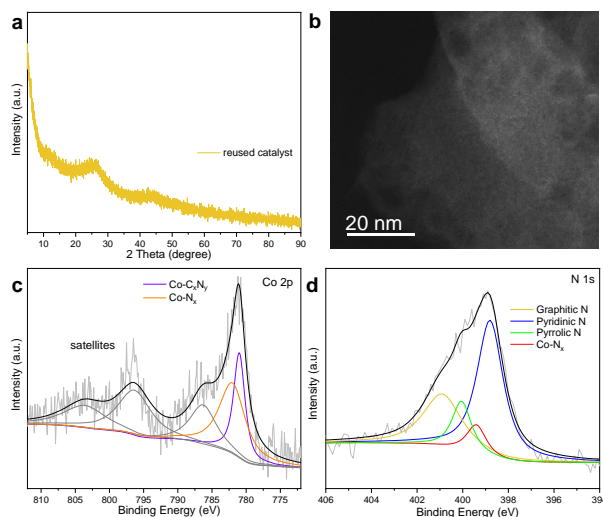 a
Intensity (a.u.)
reused catalyst
10 20 30 40 50 60 70 80 90
2 Theta (degree)
b
20 nm
c
Co 2p
Intensity (a.u.)
Co-CxNy
Co-Nx
satellites
810 805 800 795 790 785 780 775
Binding Energy (eV)
d
N 1s
Intensity (a.u.)
Graphitic N
Pyridinic N
Pyrrolic N
Co-Nx
406 404 402 400 398 396 394
Binding Energy (eV)